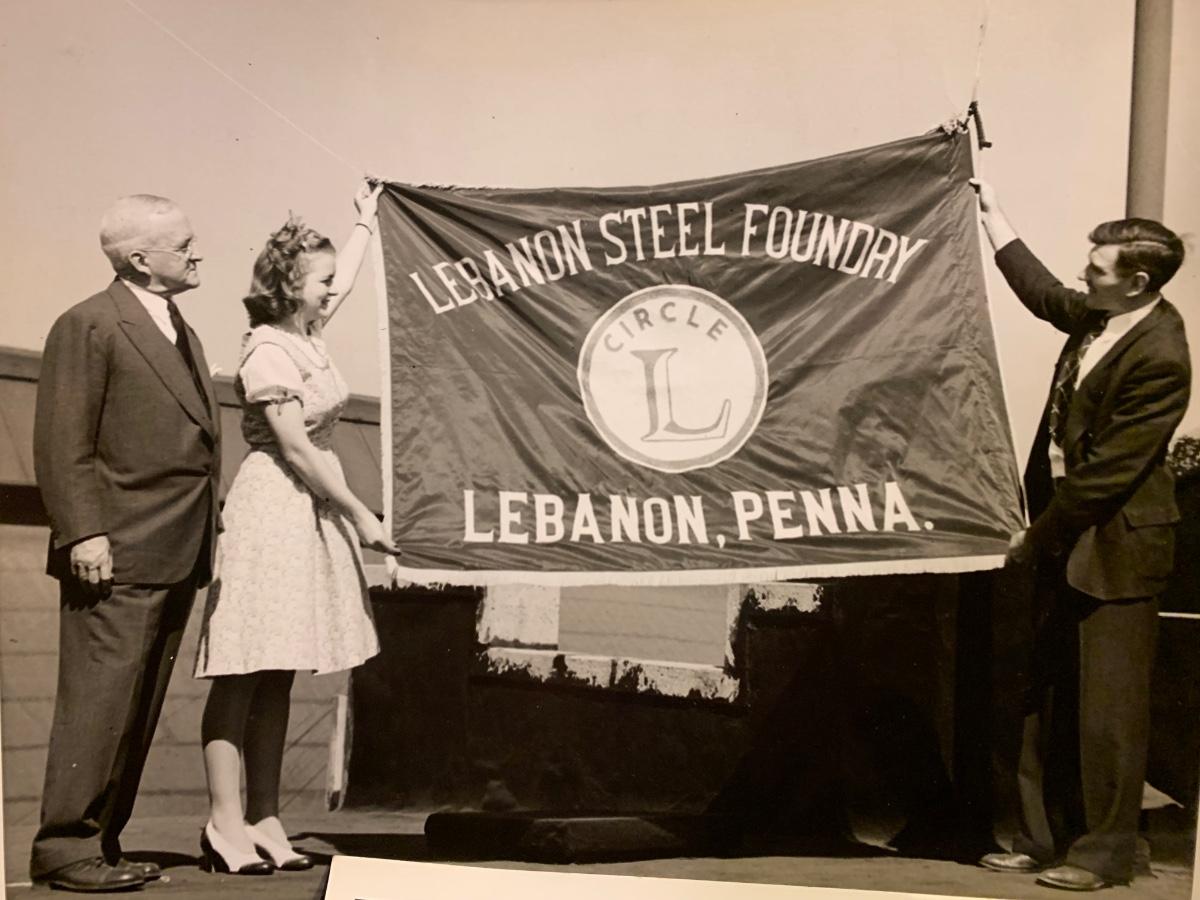 LEBANON STEEL FOUNDRY
CIRCLE
L
LEBANON, PENNA.